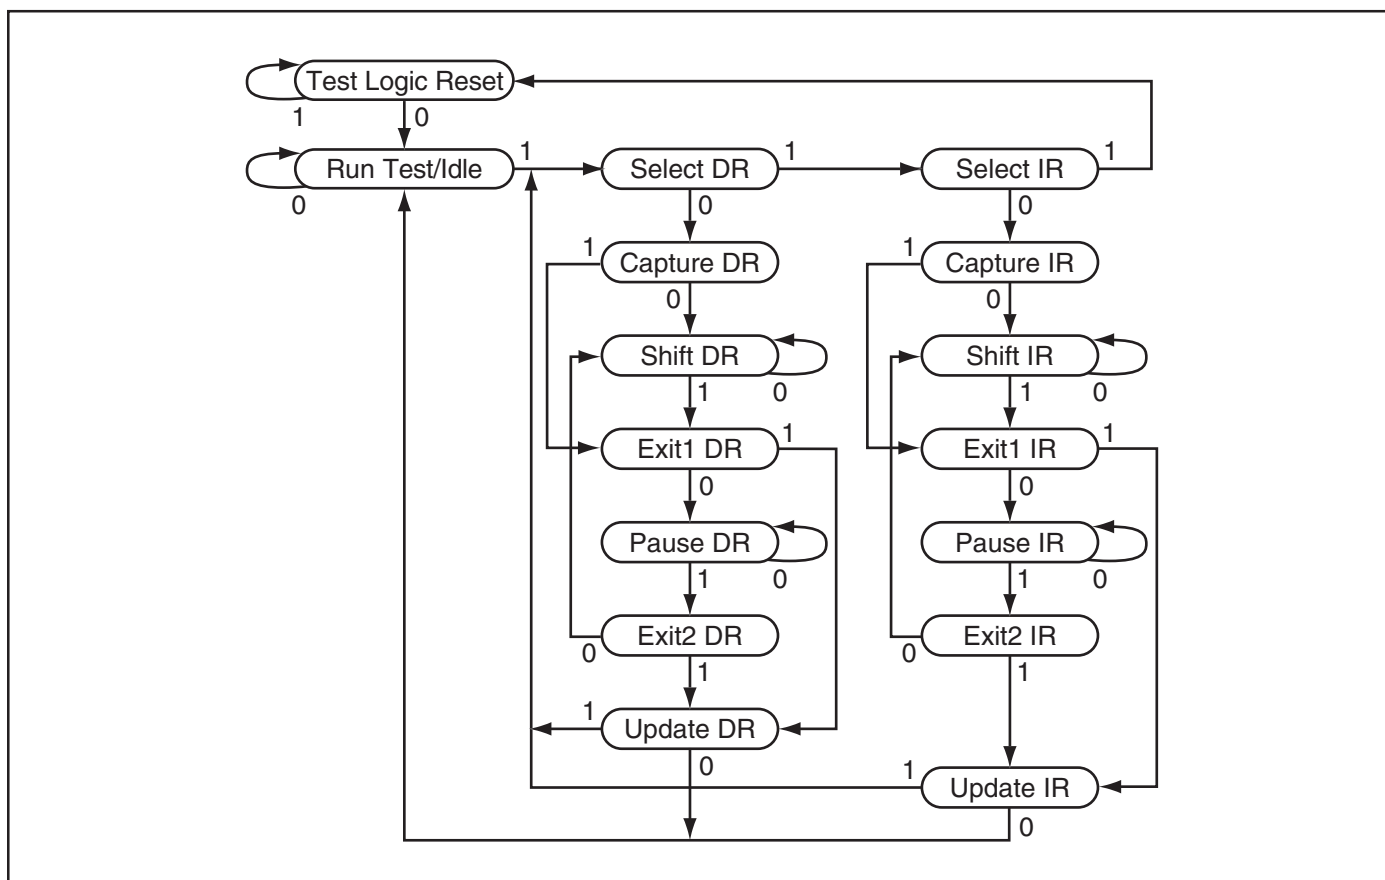 Test Logic Reset
1 0
Run Test/Idle 1 Select DR 1 Select IR 1
0 0 0
1 Capture DR 1 Capture IR
0 0
Shift DR Shift IR
1 0 1 0
Exit1 DR 1 Exit1 IR 1
0 0
Pause DR Pause IR
1 0 1 0
Exit2 DR Exit2 IR
0 1 0 1
1 Update DR
0 1
Update IR
0